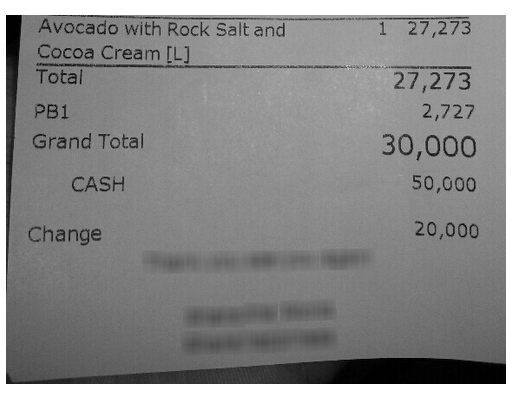 Avocado with Rock Salt and 1 27,273
Cocoa Cream [L]
Total 27,273
PB1 2,727
Grand Total 30,000
CASH 50,000
Change 20,000